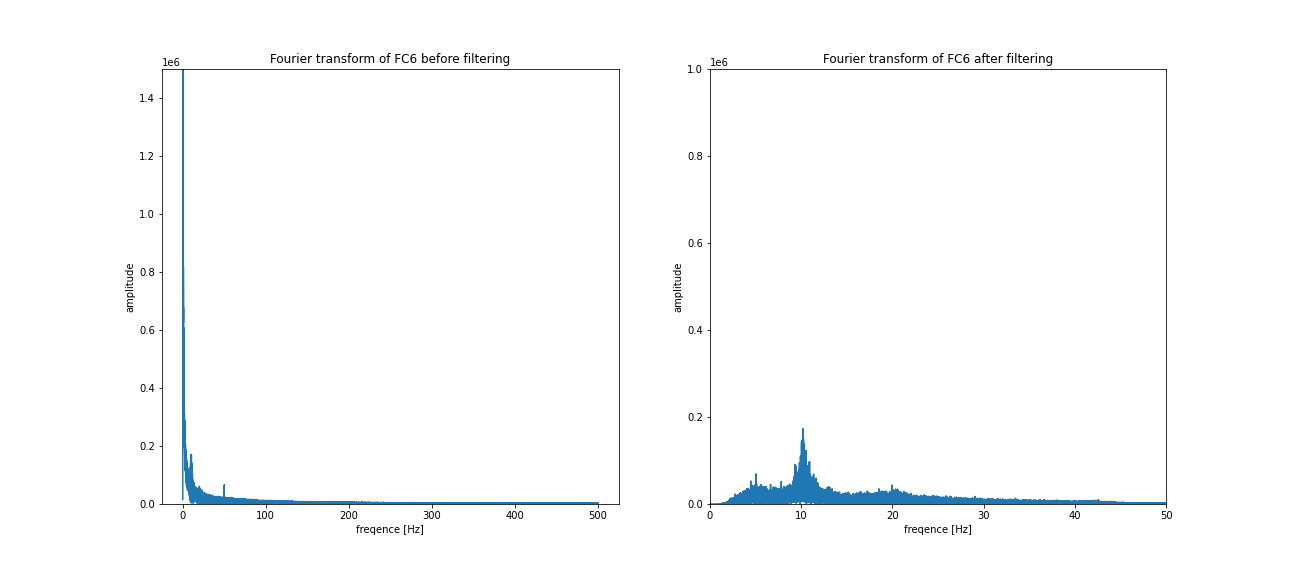 Fourier transform of FC6 before filtering
1e6
1.4
1.2
1.0
0.8
0.6
0.4
0.2
0.0
amplitude
0 100 200 300 400 500
freqence [Hz]
Fourier transform of FC6 after filtering
1e6
1.0
0.8
0.6
0.4
0.2
0.0
amplitude
0 10 20 30 40 50
freqence [Hz]